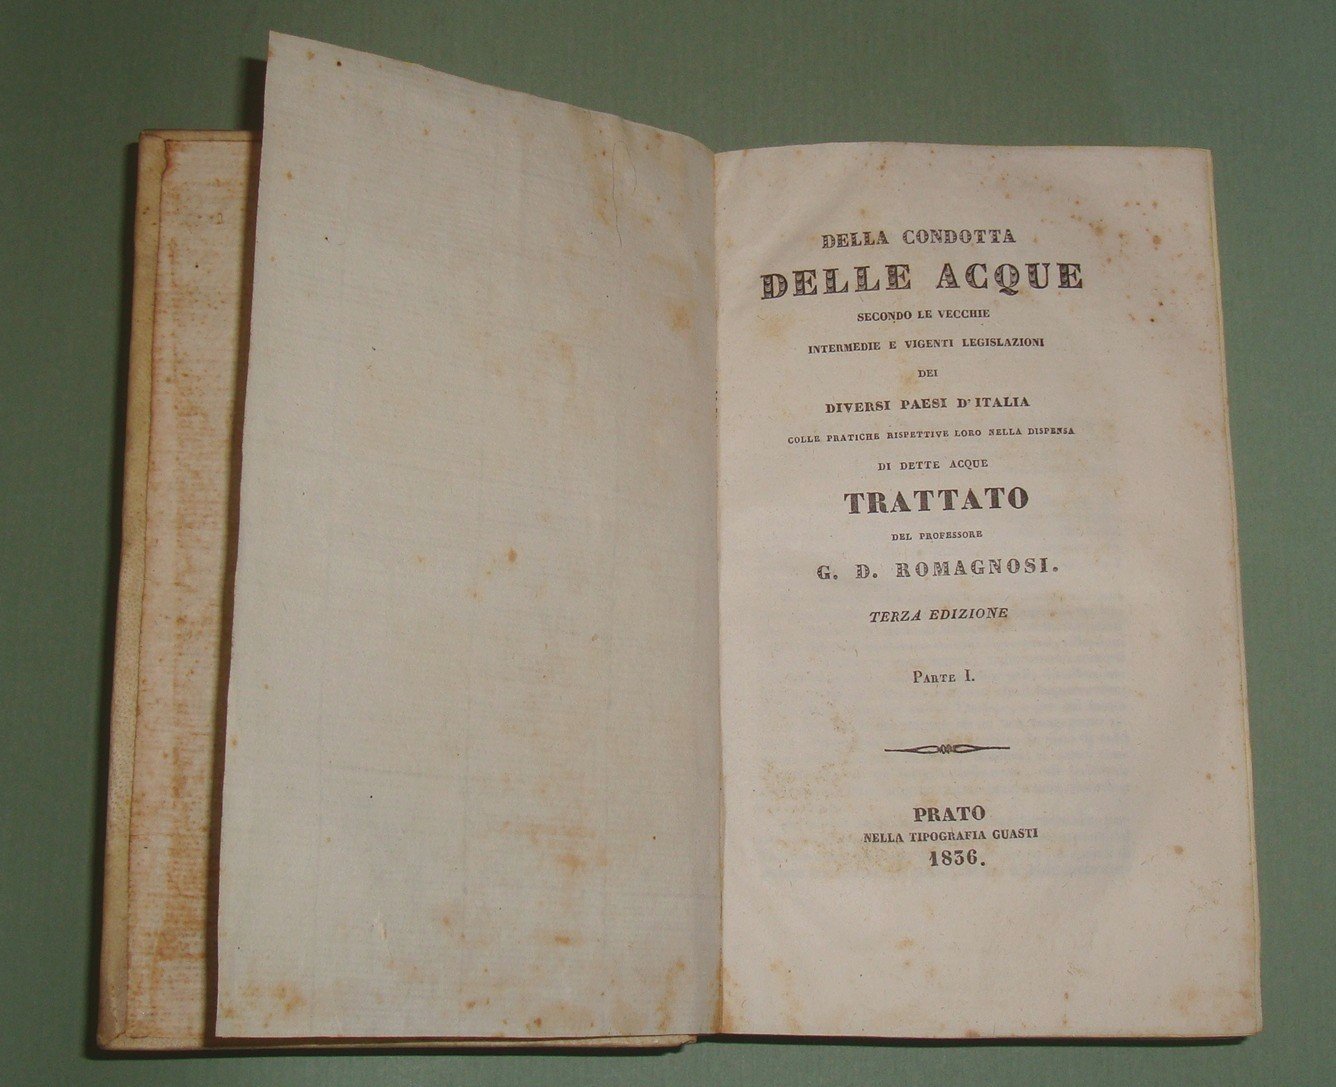 DELLA CONDOTTA
DELLE ACQUE
SECONDO LE VECCHIE
INTERMEDIE E VIGENTI LEGISLAZIONI
DEI
DIVERSI PAESI D'ITALIA
COLLE PRATICHE RISPETTIVE LORO NELLA DISPENSA
DI DETTE ACQUE
TRATTATO
DEL PROFESSORE
G. D. ROMAGNOSI.
TERZA EDIZIONE
PARTE I.
PRATO
NELLA TIPOGRAFIA GUASTI
1836.